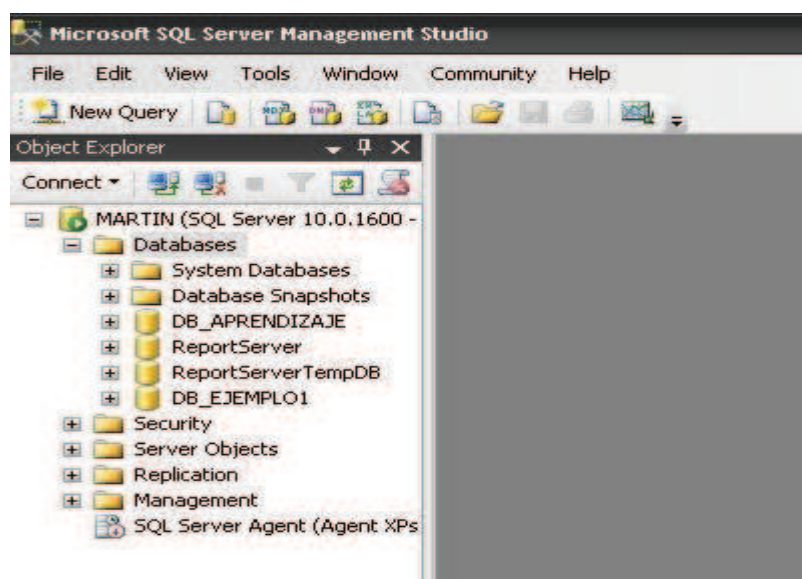 Microsoft SQL Server Management Studio
File Edit View Tools Window Community Help
New Query
Object Explorer
Connect
MARTIN (SQL Server 10.0.1600 -
Databases
System Databases
Database Snapshots
DB_APRENDIZAJE
ReportServer
ReportServerTempDB
DB_EJEMPLO1
Security
Server Objects
Replication
Management
SQL Server Agent (Agent XPs